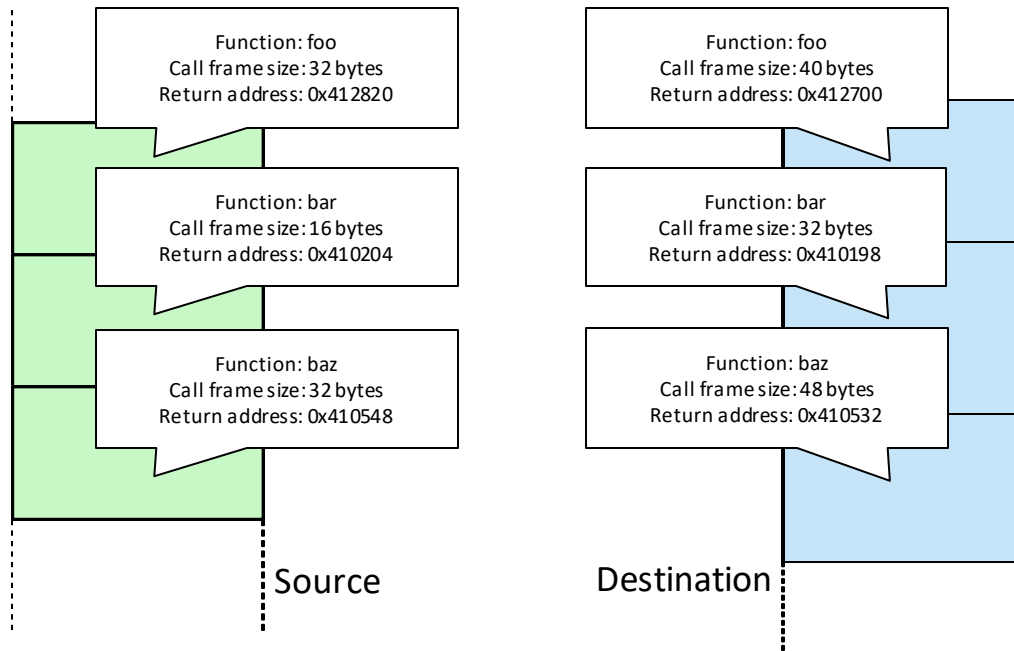 Function: foo
Call frame size: 32 bytes
Return address: 0x412820
Function: bar
Call frame size: 16 bytes
Return address: 0x410204
Function: baz
Call frame size: 32 bytes
Return address: 0x410548
Source
Function: foo
Call frame size: 40 bytes
Return address: 0x412700
Function: bar
Call frame size: 32 bytes
Return address: 0x410198
Function: baz
Call frame size: 48 bytes
Return address: 0x410532
Destination